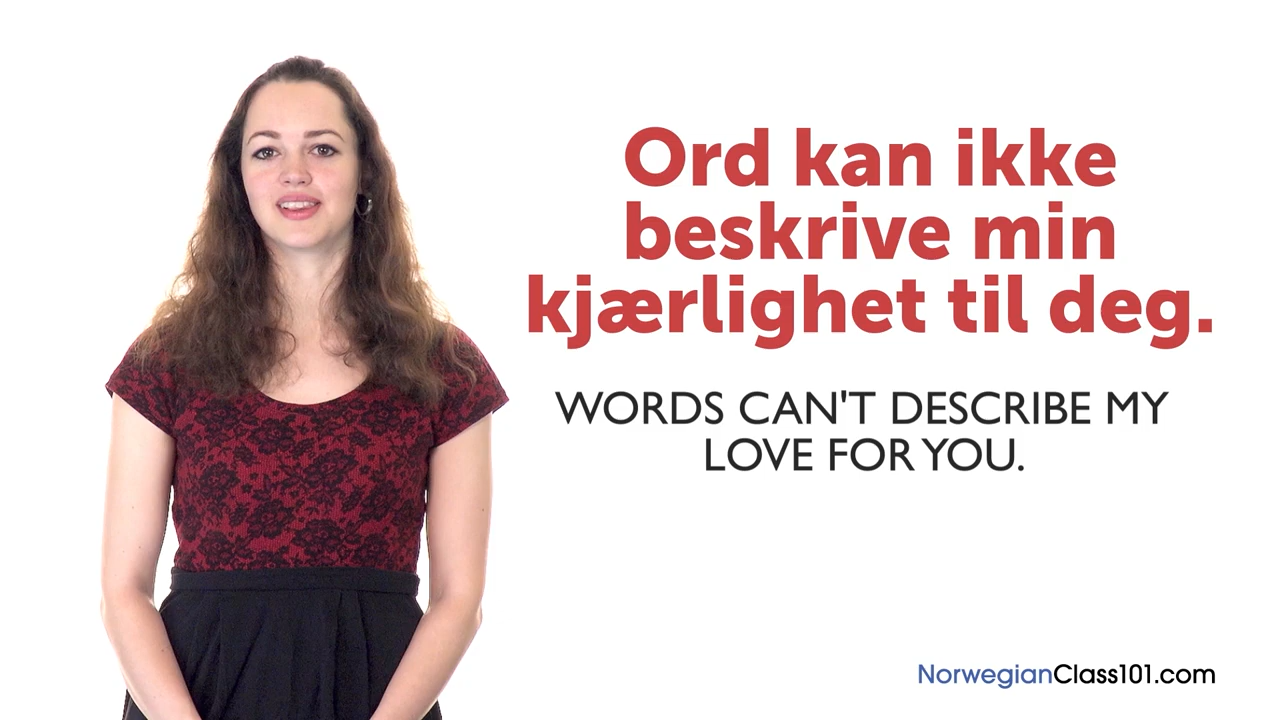 Ord kan ikke
beskrive min
kjærlighet til deg.
WORDS CAN'T DESCRIBE MY
LOVE FOR YOU.
NorwegianClass101.com